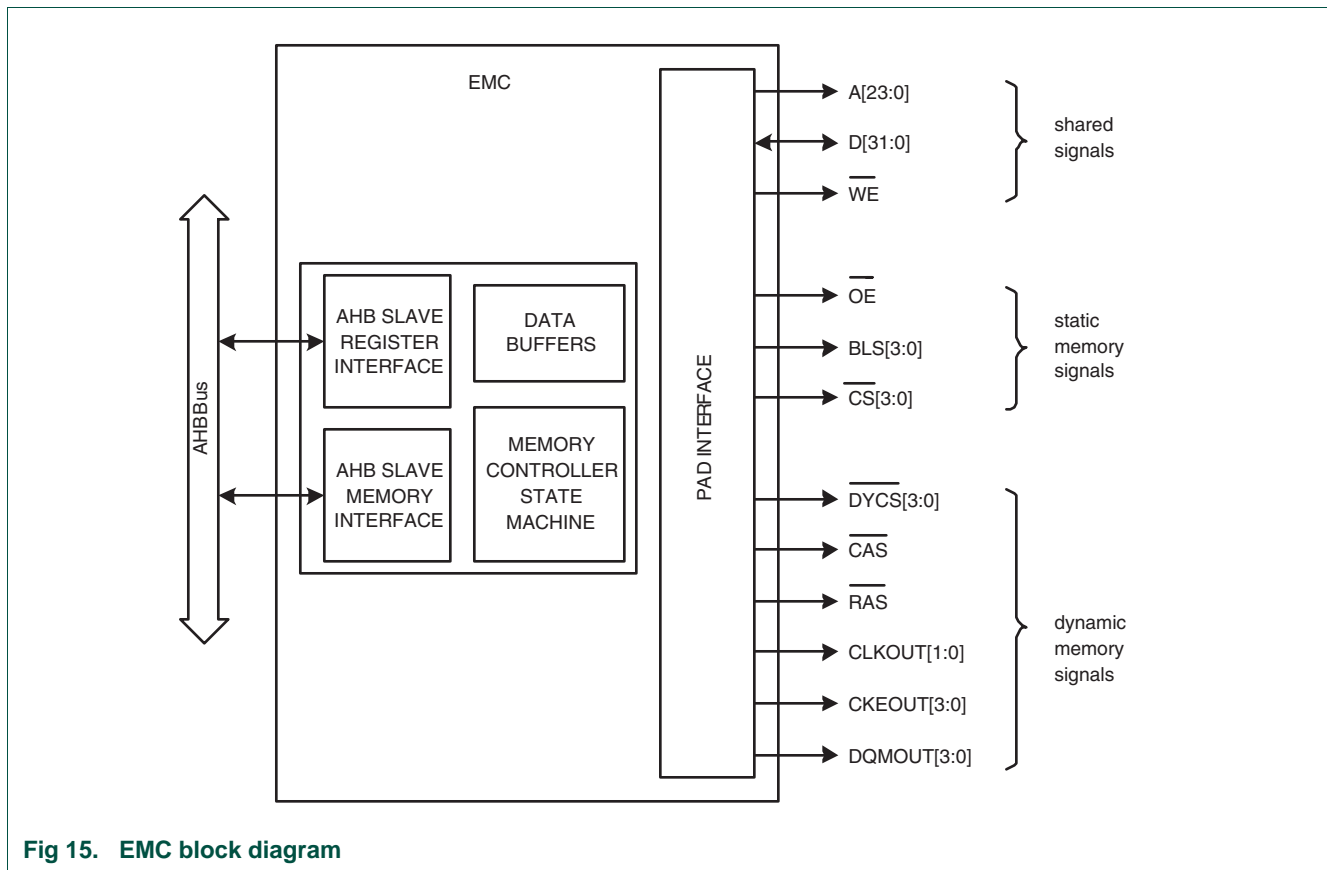 EMC
A[23:0]
D[31:0]
WE
shared
signals
OE
BLS[3:0]
CS[3:0]
static
memory
signals
AHB SLAVE
REGISTER
INTERFACE
DATA
BUFFERS
AHB SLAVE
MEMORY
INTERFACE
MEMORY
CONTROLLER
STATE
MACHINE
AHBBus
PAD INTERFACE
DYCS[3:0]
CAS
RAS
CLKOUT[1:0]
CKEOUT[3:0]
DQMOUT[3:0]
dynamic
memory
signals
Fig 15. EMC block diagram